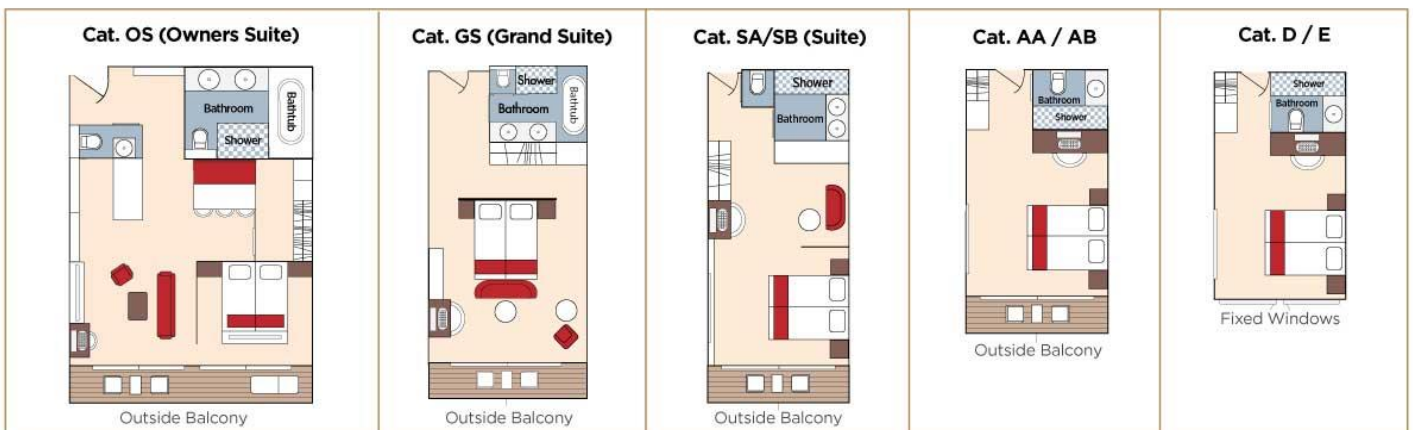 Cat. OS (Owners Suite)
Bathroom
Shower
Bathtub
Outside Balcony
Cat. GS (Grand Suite)
Shower
Bathroom
Bathtub
Outside Balcony
Cat. SA/SB (Suite)
Shower
Bathroom
Outside Balcony
Cat. AA / AB
Bathroom
Shower
Outside Balcony
Cat. D / E
Shower
Bathroom
Fixed Windows